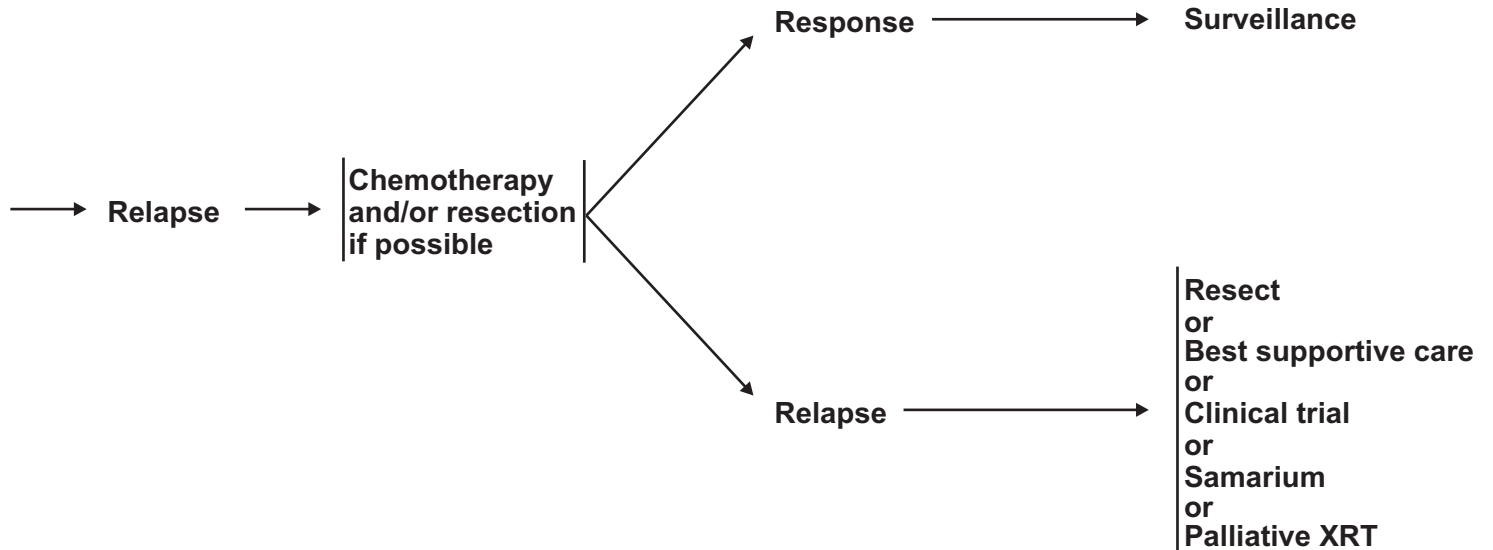 Response
Surveillance
Relapse
Chemotherapy
and/or resection
if possible
Relapse
Resect
or
Best supportive care
or
Clinical trial
or
Samarium
or
Palliative XRT